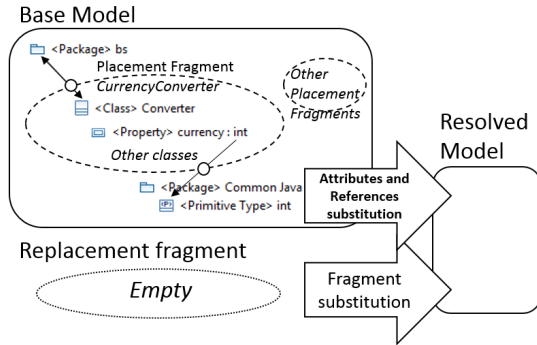 Base Model
<Package> bs
Placement Fragment
CurrencyConverter
<Class> Converter
<Property> currency : int
Other classes
<Package> Common Java
<P>
<Primitive Type> int
Other
Placement
Fragments
Resolved
Model
Attributes and
References
substitution
Replacement fragment
Empty
Fragment
substitution